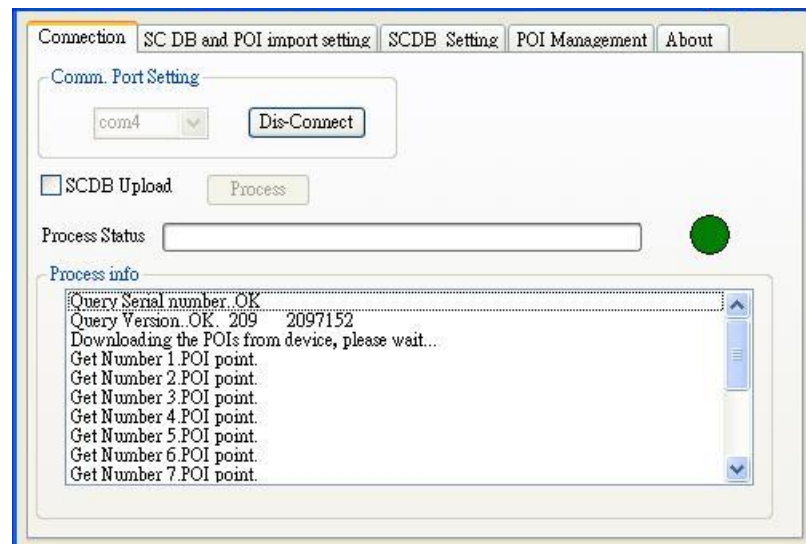 Connection SC DB and POI import setting SCDB Setting POI Management About
Comm. Port Setting
com4 Dis-Connect
SCDB Upload Process
Process Status
Process info
Query Serial number..OK
Query Version..OK. 209 2097152
Downloading the POIs from device, please wait...
Get Number 1.POI point.
Get Number 2.POI point.
Get Number 3.POI point.
Get Number 4.POI point.
Get Number 5.POI point.
Get Number 6.POI point.
Get Number 7.POI point.